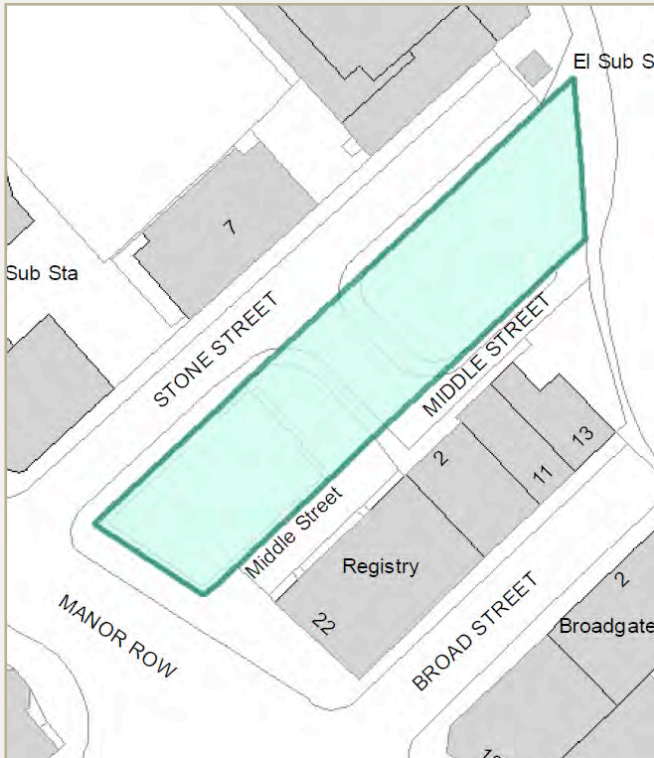 El Sub S
7
Sub Sta
STONE STREET
MIDDLE STREET
2
13
11
Middle Street
Registry
22
2
Broadgate
MANOR ROW
BROAD STREET